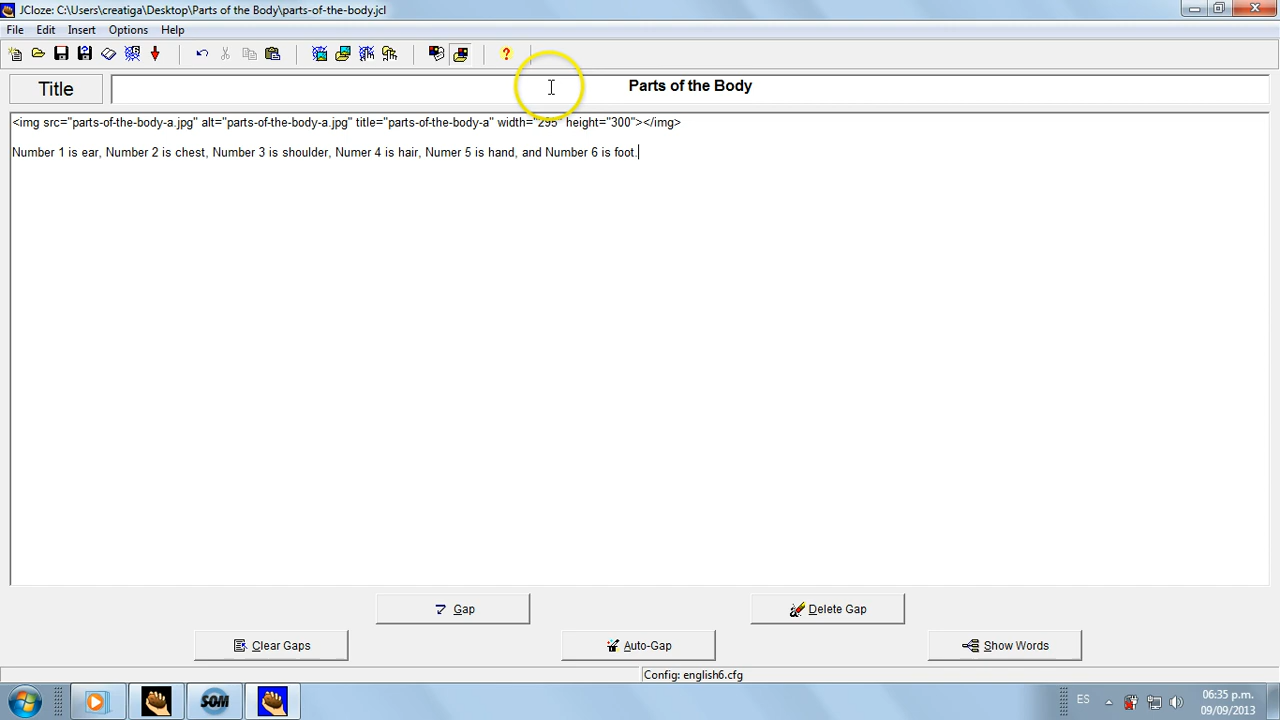 JCloze: C:\Users\creatiga\Desktop\Parts of the Body\parts-of-the-body.jcl
File Edit Insert Options Help
Title
Parts of the Body
<img src="parts-of-the-body-a.jpg" alt="parts-of-the-body-a.jpg" title="parts-of-the-body-a" width="295" height="300"></img>
Number 1 is ear, Number 2 is chest, Number 3 is shoulder, Numer 4 is hair, Numer 5 is hand, and Number 6 is foot.
Gap
Delete Gap
Clear Gaps
Auto-Gap
Show Words
Config: english6.cfg
SOM
ES
06:35 p.m.
09/09/2013